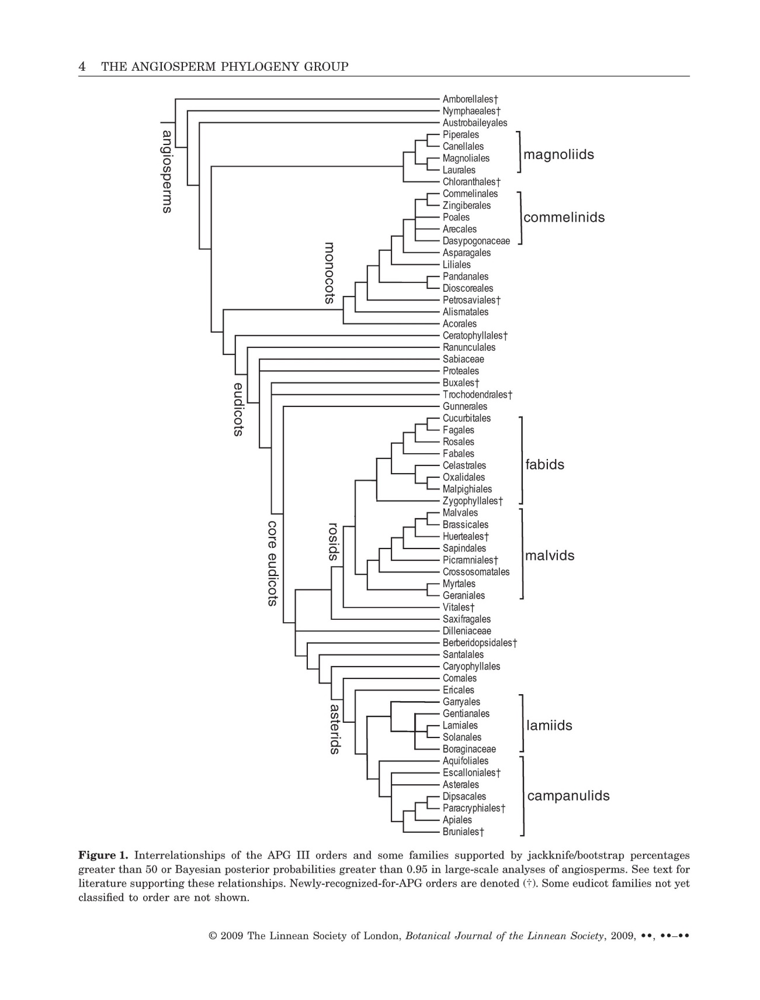 4 THE ANGIOSPERM PHYLOGENY GROUP
Amborellales†
Nymphaeales†
Austrobaileyales
Piperales
Canellales
Magnoliales
Laurales
magnoliids
Chloranthales†
Commelinales
Zingiberales
Poales
Arecales
Dasypogonaceae
commelinids
Asparagales
Liliales
Pandanales
Dioscoreales
Petrosaviales†
Alismatales
Acorales
Ceratophyllales†
Ranunculales
Sabiaceae
Proteales
Buxales†
Trochodendrales†
Gunnerales
Cucurbitales
Fagales
Rosales
Fabales
Celastrales
Oxalidales
Malpighiales
Zygophyllales†
fabids
Malvales
Brassicales
Huerteales†
Sapindales
Picramniales†
Crossosomatales
Myrtales
Geraniales
malvids
Vitales†
Saxifragales
Dilleniaceae
Berberidopsidales†
Santalales
Caryophyllales
Cornales
Ericales
Garryales
Gentianales
Lamiales
Solanales
Boraginaceae
lamiids
Aquifoliales
Escalloniales†
Asterales
Dipsacales
Paracryphiales†
Apiales
Bruniales†
campanulids
angiosperms
monocots
eudicots
core eudicots
rosids
asterids
Figure 1. Interrelationships of the APG III orders and some families supported by jackknife/bootstrap percentages
greater than 50 or Bayesian posterior probabilities greater than 0.95 in large-scale analyses of angiosperms. See text for
literature supporting these relationships. Newly-recognized-for-APG orders are denoted (†). Some eudicot families not yet
classified to order are not shown.
© 2009 The Linnean Society of London, Botanical Journal of the Linnean Society, 2009, ••, ••–••